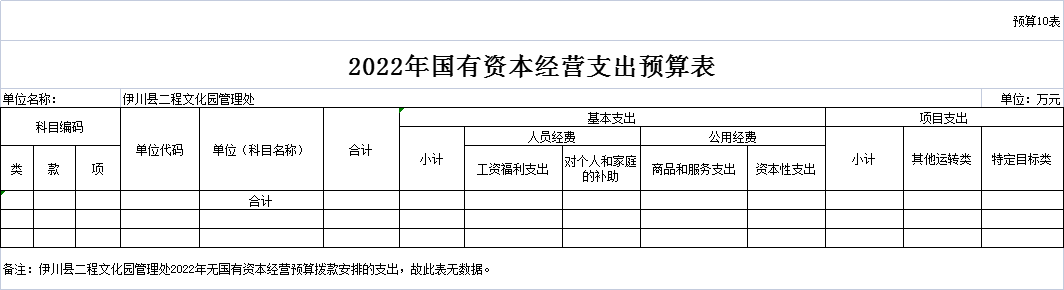 预算10表
2022年国有资本经营支出预算表
单位名称： 伊川县二程文化园管理处 单位：万元
科目编码 单位代码 单位（科目名称） 合计 基本支出 项目支出
小计 人员经费 公用经费 小计 其他运转类 特定目标类
类 款 项 工资福利支出 对个人和家庭的补助 商品和服务支出 资本性支出
合计
备注：伊川县二程文化园管理处2022年无国有资本经营预算拨款安排的支出，故此表无数据。